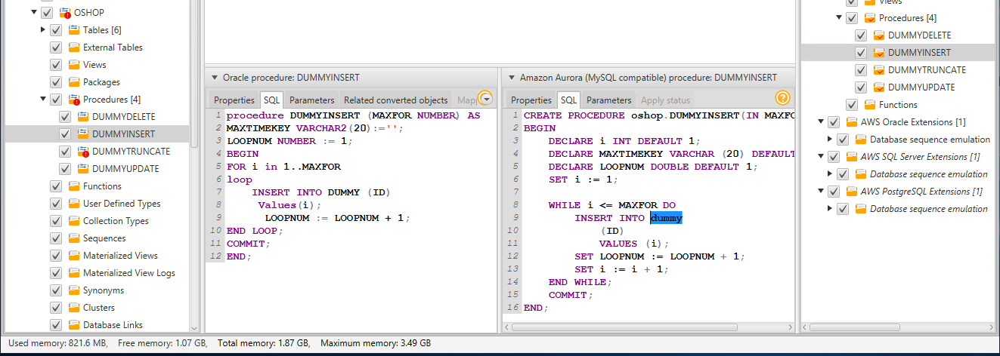 OSHOP
Tables [6]
External Tables
Views
Packages
Procedures [4]
DUMMYDELETE
DUMMYINSERT
DUMMYTRUNCATE
DUMMYUPDATE
Functions
User Defined Types
Collection Types
Sequences
Materialized Views
Materialized View Logs
Synonyms
Clusters
Database Links
Oracle procedure: DUMMYINSERT
Properties SQL Parameters Related converted objects
1 procedure DUMMYINSERT (MAXFOR NUMBER) AS
2 MAXTIMEKEY VARCHAR2(20):='';
3 LOOPNUM NUMBER := 1;
4 BEGIN
5 FOR i in 1..MAXFOR
6 loop
7 INSERT INTO DUMMY (ID)
8 Values(i);
9 LOOPNUM := LOOPNUM + 1;
10 END LOOP;
11 COMMIT;
12 END;
Amazon Aurora (MySQL compatible) procedure: DUMMYINSERT
Properties SQL Parameters Apply status ?
1 CREATE PROCEDURE oshop.DUMMYINSERT(IN MAXFO
2 BEGIN
3 DECLARE i INT DEFAULT 1;
4 DECLARE MAXTIMEKEY VARCHAR (20) DEFAULT
5 DECLARE LOOPNUM DOUBLE DEFAULT 1;
6 SET i := 1;
7
8 WHILE i <= MAXFOR DO
9 INSERT INTO dummy
10 (ID)
11 VALUES (i);
12 SET LOOPNUM := LOOPNUM + 1;
13 SET i := i + 1;
14 END WHILE;
15 COMMIT;
16 END;
Views
Procedures [4]
DUMMYDELETE
DUMMYINSERT
DUMMYTRUNCATE
DUMMYUPDATE
Functions
AWS Oracle Extensions [1]
Database sequence emulation
AWS SQL Server Extensions [1]
Database sequence emulation
AWS PostgreSQL Extensions [1]
Database sequence emulation
Used memory: 821.6 MB, Free memory: 1.07 GB, Total memory: 1.87 GB, Maximum memory: 3.49 GB